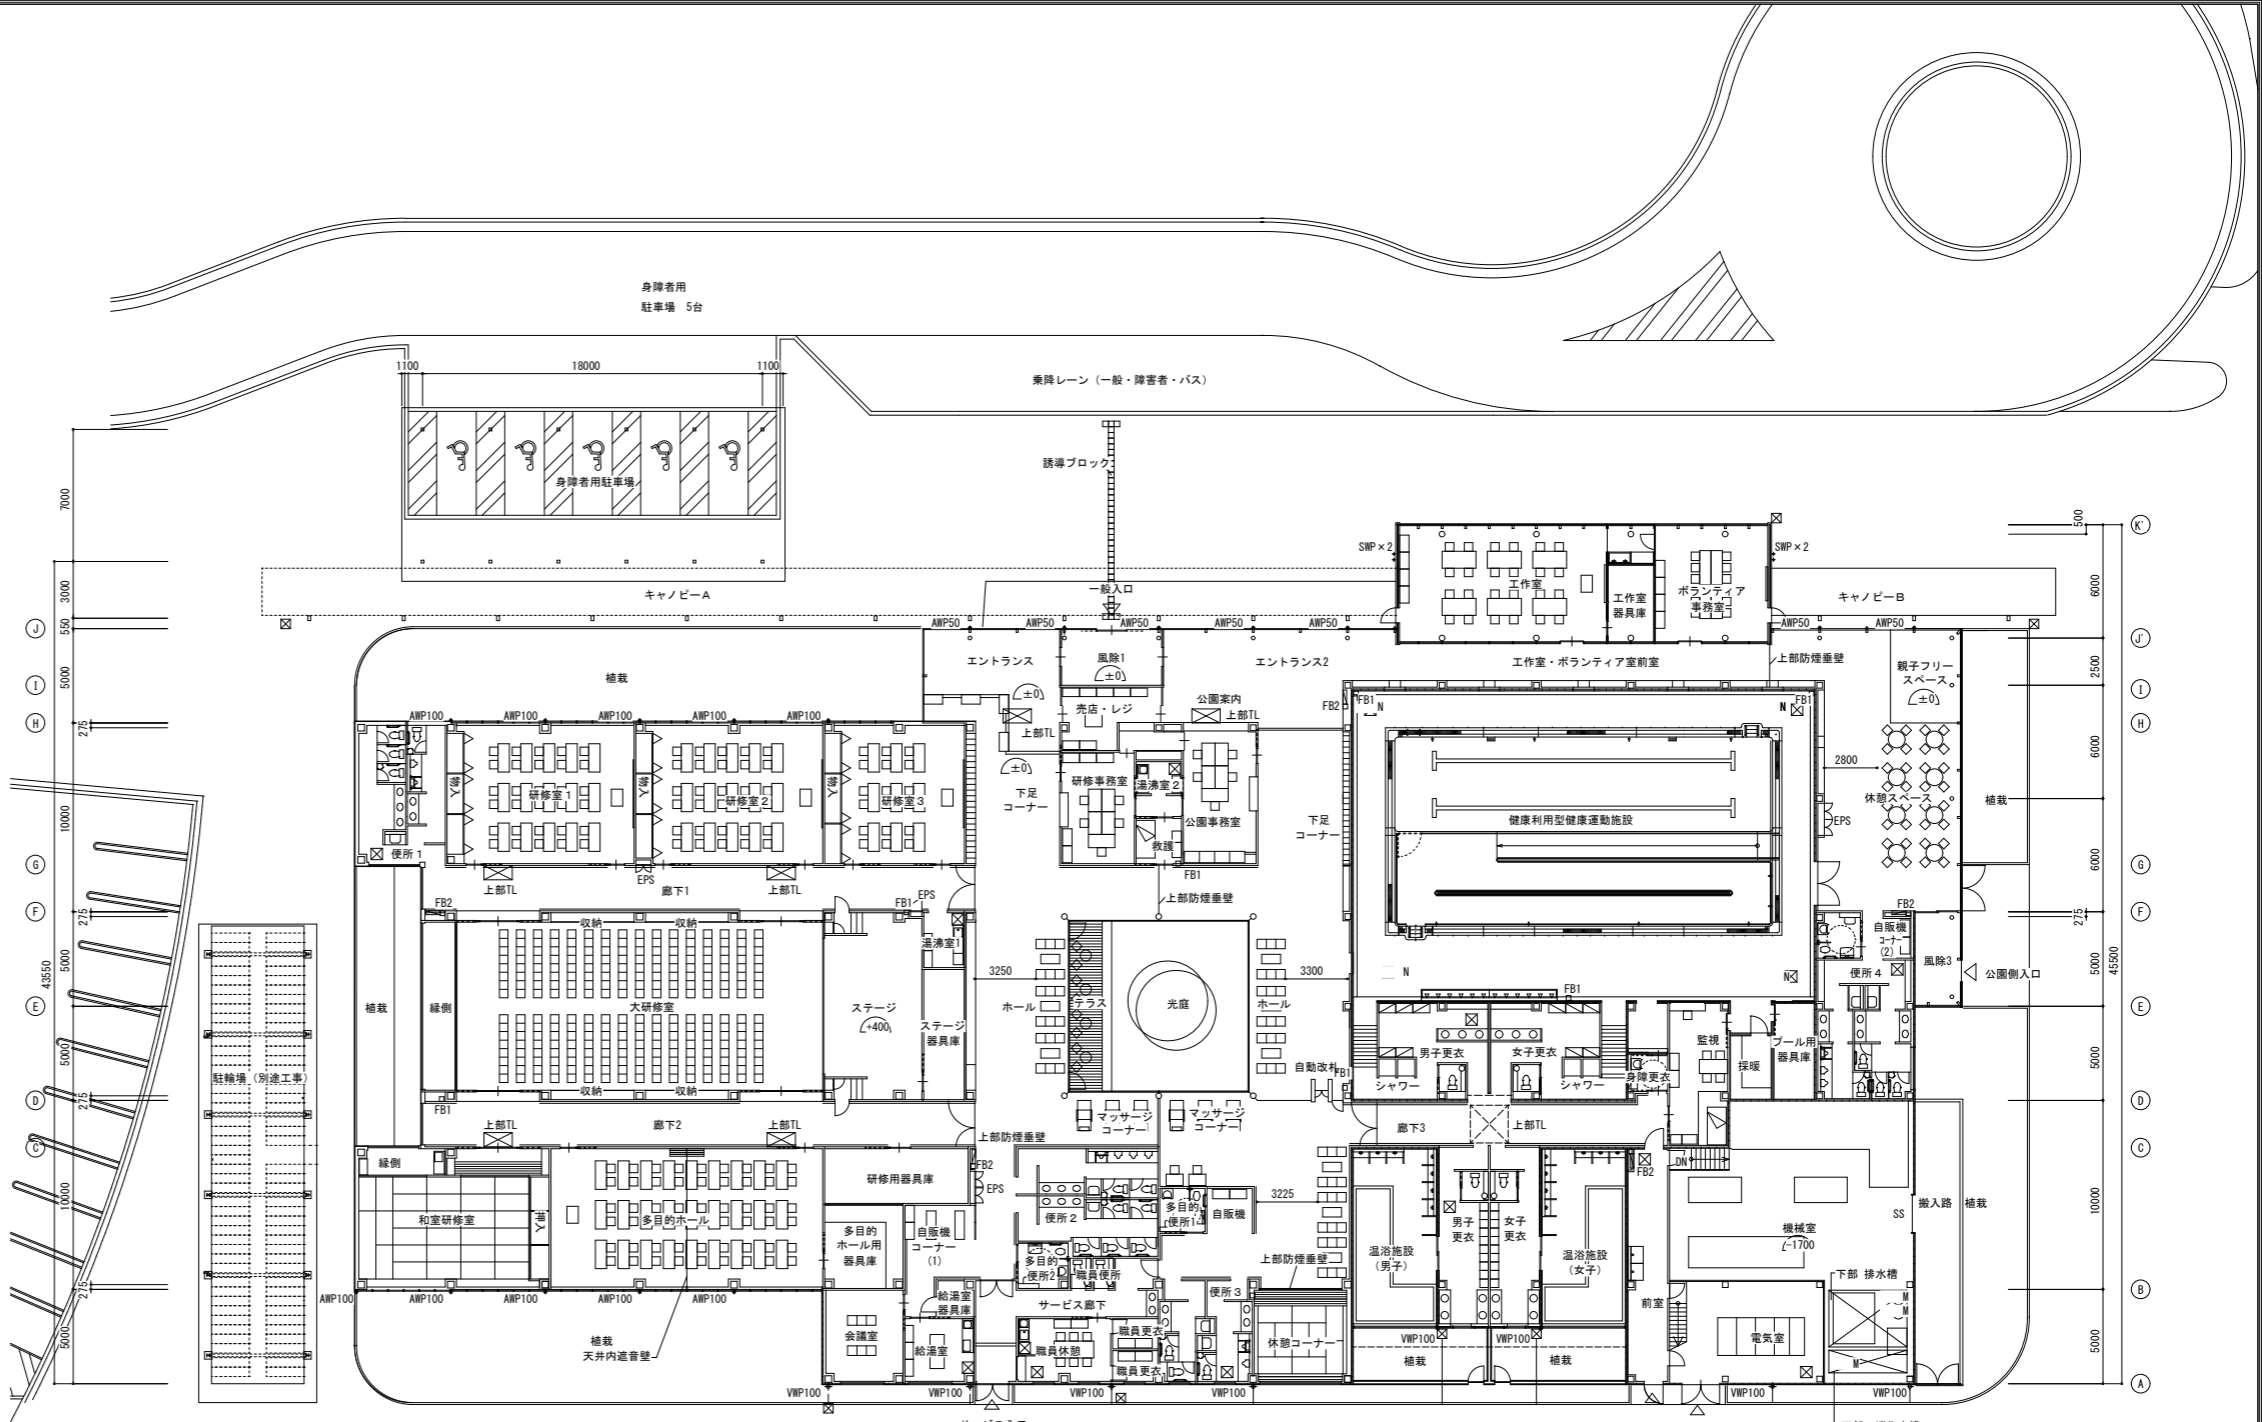 身障者用
駐車場 5台
1100
18000
1100
乗降レーン（一般・障害者・バス）
誘導ブロック
身障者用駐車場
7000
3000
550
5000
275
10000
275
5000
43550
5000
275
10000
275
5000
J
I
H
G
F
E
D
C
B
A
キャノピーA
一般入口
SWP×2
SWP×2
工作室
工作室
器具庫
ボランティア
事務室
キャノピーB
K'
J'
I
H
G
F
E
D
C
B
A
500
6000
2500
6000
6000
275
5000
45500
5000
10000
5000
AWP50
AWP50
AWP50
AWP50
AWP50
AWP50
AWP50
エントランス
風除1
±0
エントランス2
工作室・ボランティア室前室
上部防煙垂壁
親子フリー
スペース
±0
植栽
±0
売店・レジ
公園案内
上部TL
上部TL
FB2
FB1
N
N
FB1
AWP100
AWP100
AWP100
AWP100
AWP100
物入
研修室1
物入
研修室2
物入
研修室3
便所1
±0
下足
コーナー
研修事務室
湯沸室2
公園事務室
救護
下足
コーナー
健康利用型健康運動施設
2800
休憩スペース
植栽
EPS
上部TL
EPS
上部TL
廊下1
EPS
FB1
FB2
FB1
上部防煙垂壁
FB2
収納
収納
湯沸室1
自販機
コーナー
(2)
便所4
風除3
公園側入口
植栽
縁側
大研修室
ステージ
+400
ステージ
器具庫
3250
ホール
テラス
光庭
ホール
3300
N
N
FB1
男子更衣
女子更衣
シャワー
シャワー
身障更衣
監視
採暖
プール用
器具庫
自動改札
FB1
駐輪場（別途工事）
収納
収納
FB1
上部TL
廊下2
上部TL
マッサージ
コーナー
マッサージ
コーナー
上部防煙垂壁
廊下3
上部TL
縁側
研修用器具庫
FB2
EPS
FB2
DN
和室研修室
押入
多目的ホール
多目的
ホール用
器具庫
自販機
コーナー
(1)
便所2
多目的
便所1
自販機
3225
男子
更衣
女子
更衣
温浴施設
（男子）
温浴施設
（女子）
機械室
-1700
SS
搬入路
植栽
多目的
便所2
職員便所
上部防煙垂壁
下部 排水槽
AWP100
AWP100
AWP100
AWP100
AWP100
給湯室
器具庫
サービス廊下
便所3
前室
M
M
植栽
天井内遮音壁
会議室
給湯室
職員休憩
職員更衣
職員更衣
休憩コーナー
VWP100
VWP100
植栽
植栽
電気室
M
VWP100
VWP100
VWP100
VWP100
VWP100
VWP100